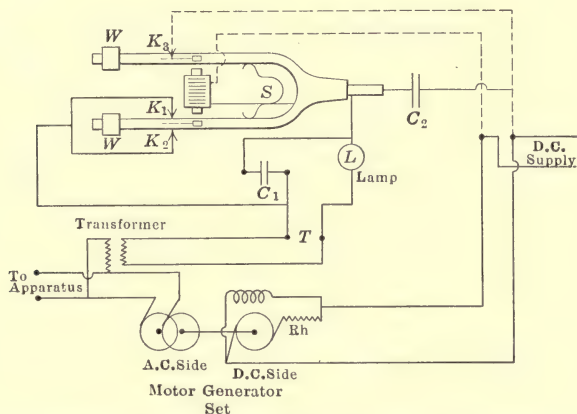 W
K3
K1
S
W
K2
C2
D.C.
Supply
L
Lamp
C1
Transformer
T
To
Apparatus
Rh
A.C. Side
D.C. Side
Motor Generator
Set